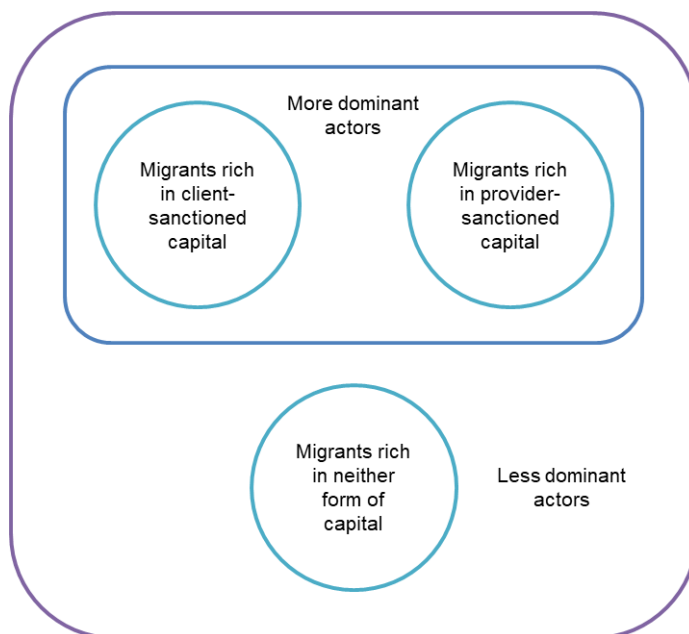 More dominant
actors
Migrants rich
in client-
sanctioned
capital
Migrants rich
in provider-
sanctioned
capital
Migrants rich
in neither
form of
capital
Less dominant
actors